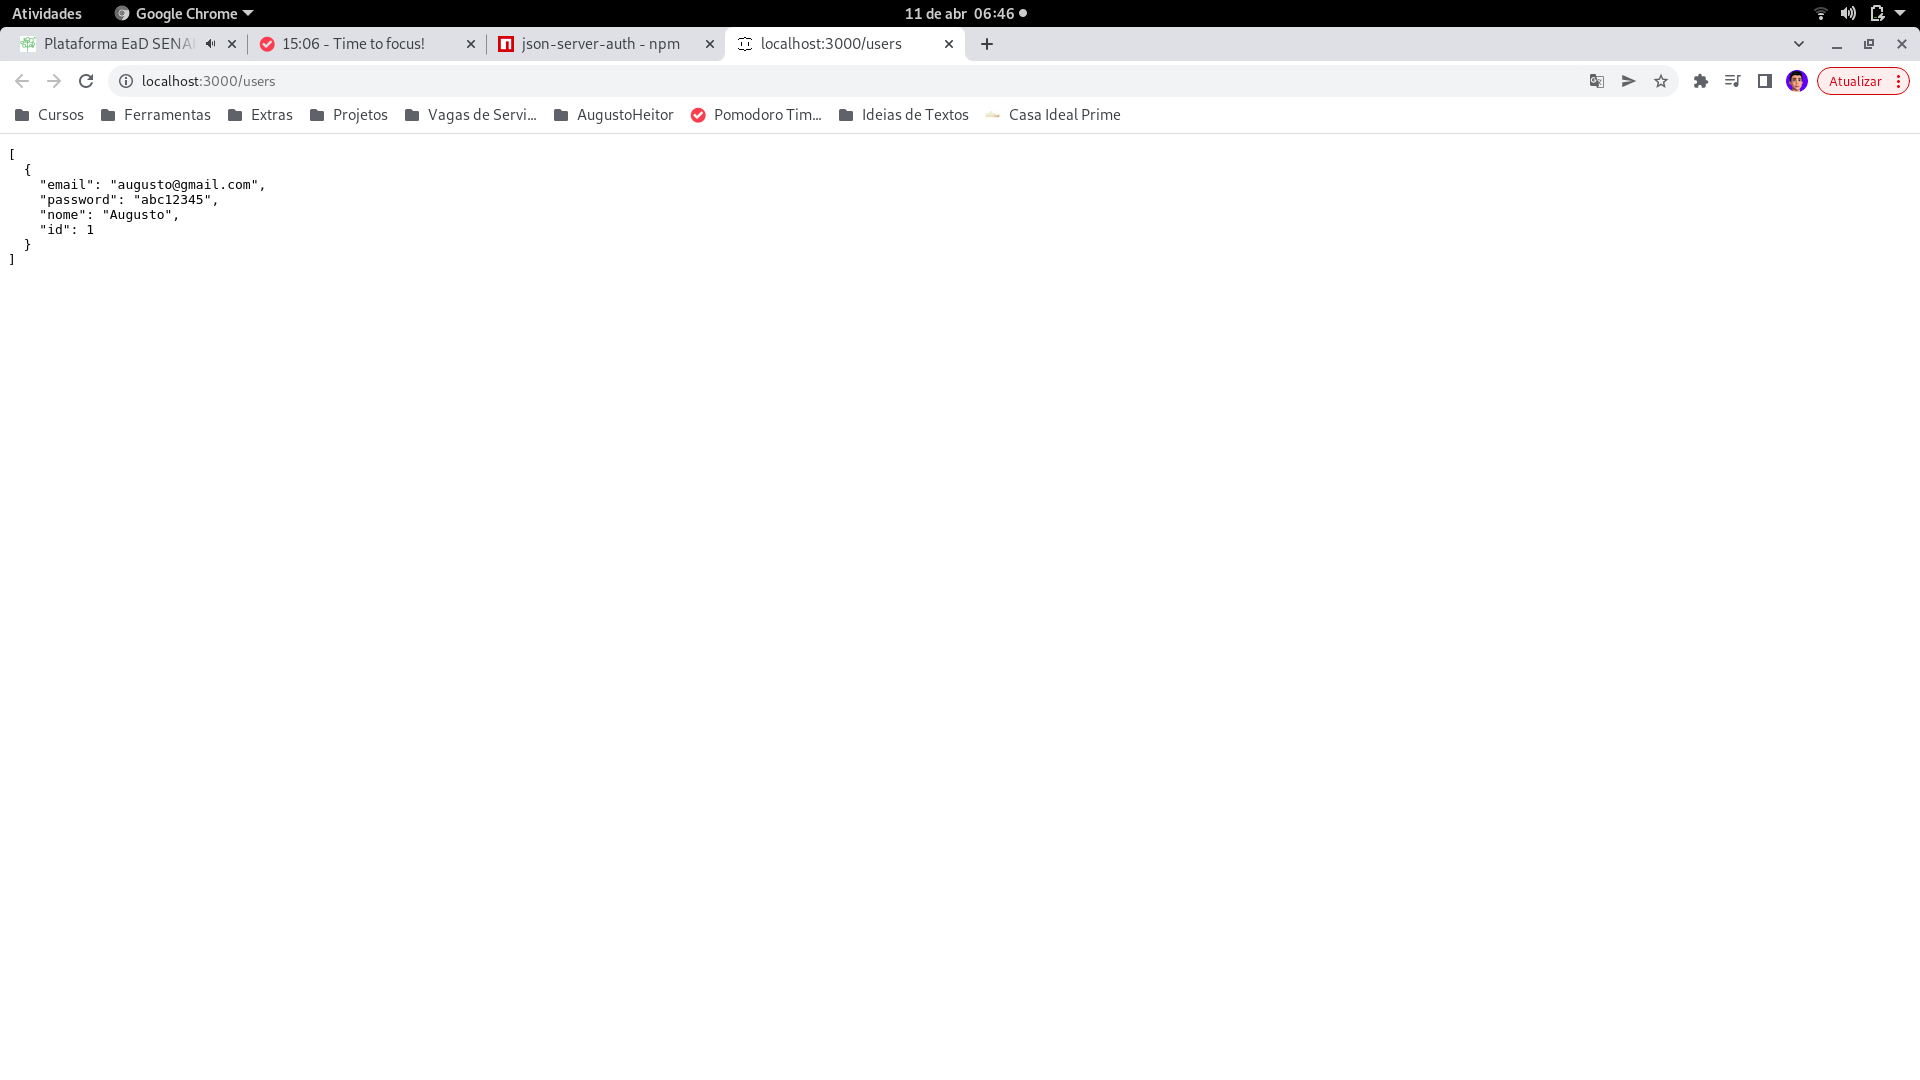 Atividades Google Chrome 11 de abr 06:46
Plataforma EaD SENA 15:06 - Time to focus! json-server-auth - npm localhost:3000/users
localhost:3000/users Atualizar
Cursos Ferramentas Extras Projetos Vagas de Servi... AugustoHeitor Pomodoro Tim... Ideias de Textos Casa Ideal Prime
[
  {
    "email": "augusto@gmail.com",
    "password": "abc12345",
    "nome": "Augusto",
    "id": 1
  }
]